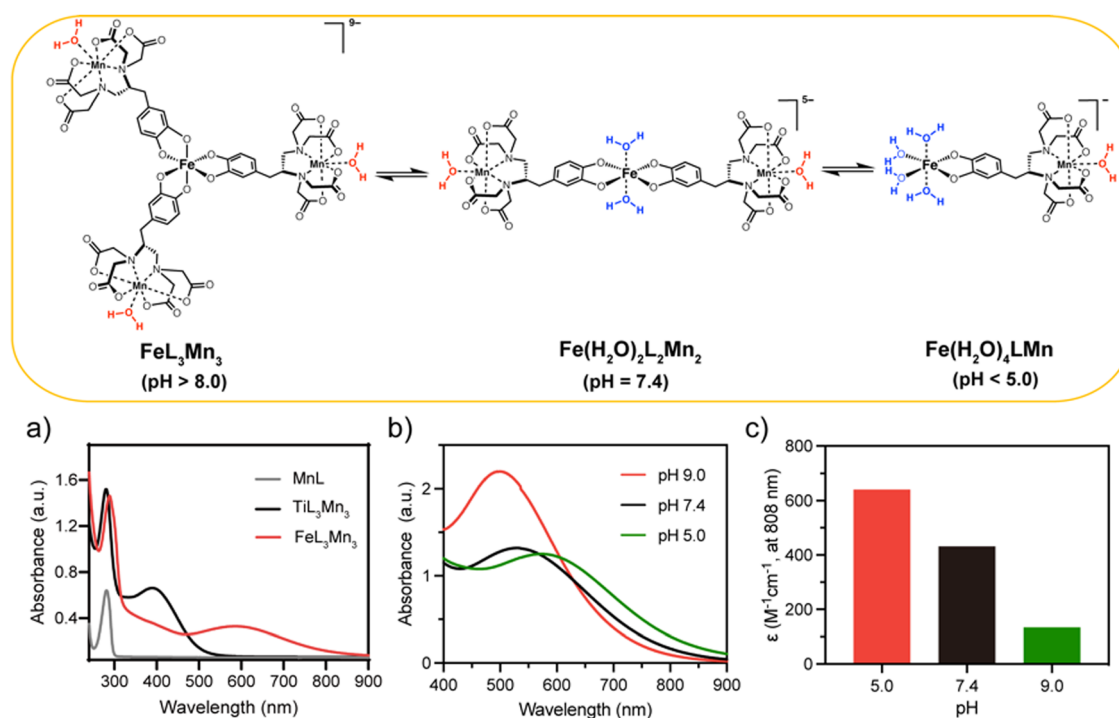 9–
5–
–
FeL3Mn3
(pH > 8.0)
Fe(H2O)2L2Mn2
(pH = 7.4)
Fe(H2O)4LMn
(pH < 5.0)
a)
Absorbance (a.u.)
1.6
1.2
0.8
0.4
MnL
TiL3Mn3
FeL3Mn3
300 400 500 600 700 800 900
Wavelength (nm)
b)
Absorbance (a.u.)
2
1
0
pH 9.0
pH 7.4
pH 5.0
400 500 600 700 800 900
Wavelength (nm)
c)
ε (M-1cm-1, at 808 nm)
800
600
400
200
0
5.0 7.4 9.0
pH